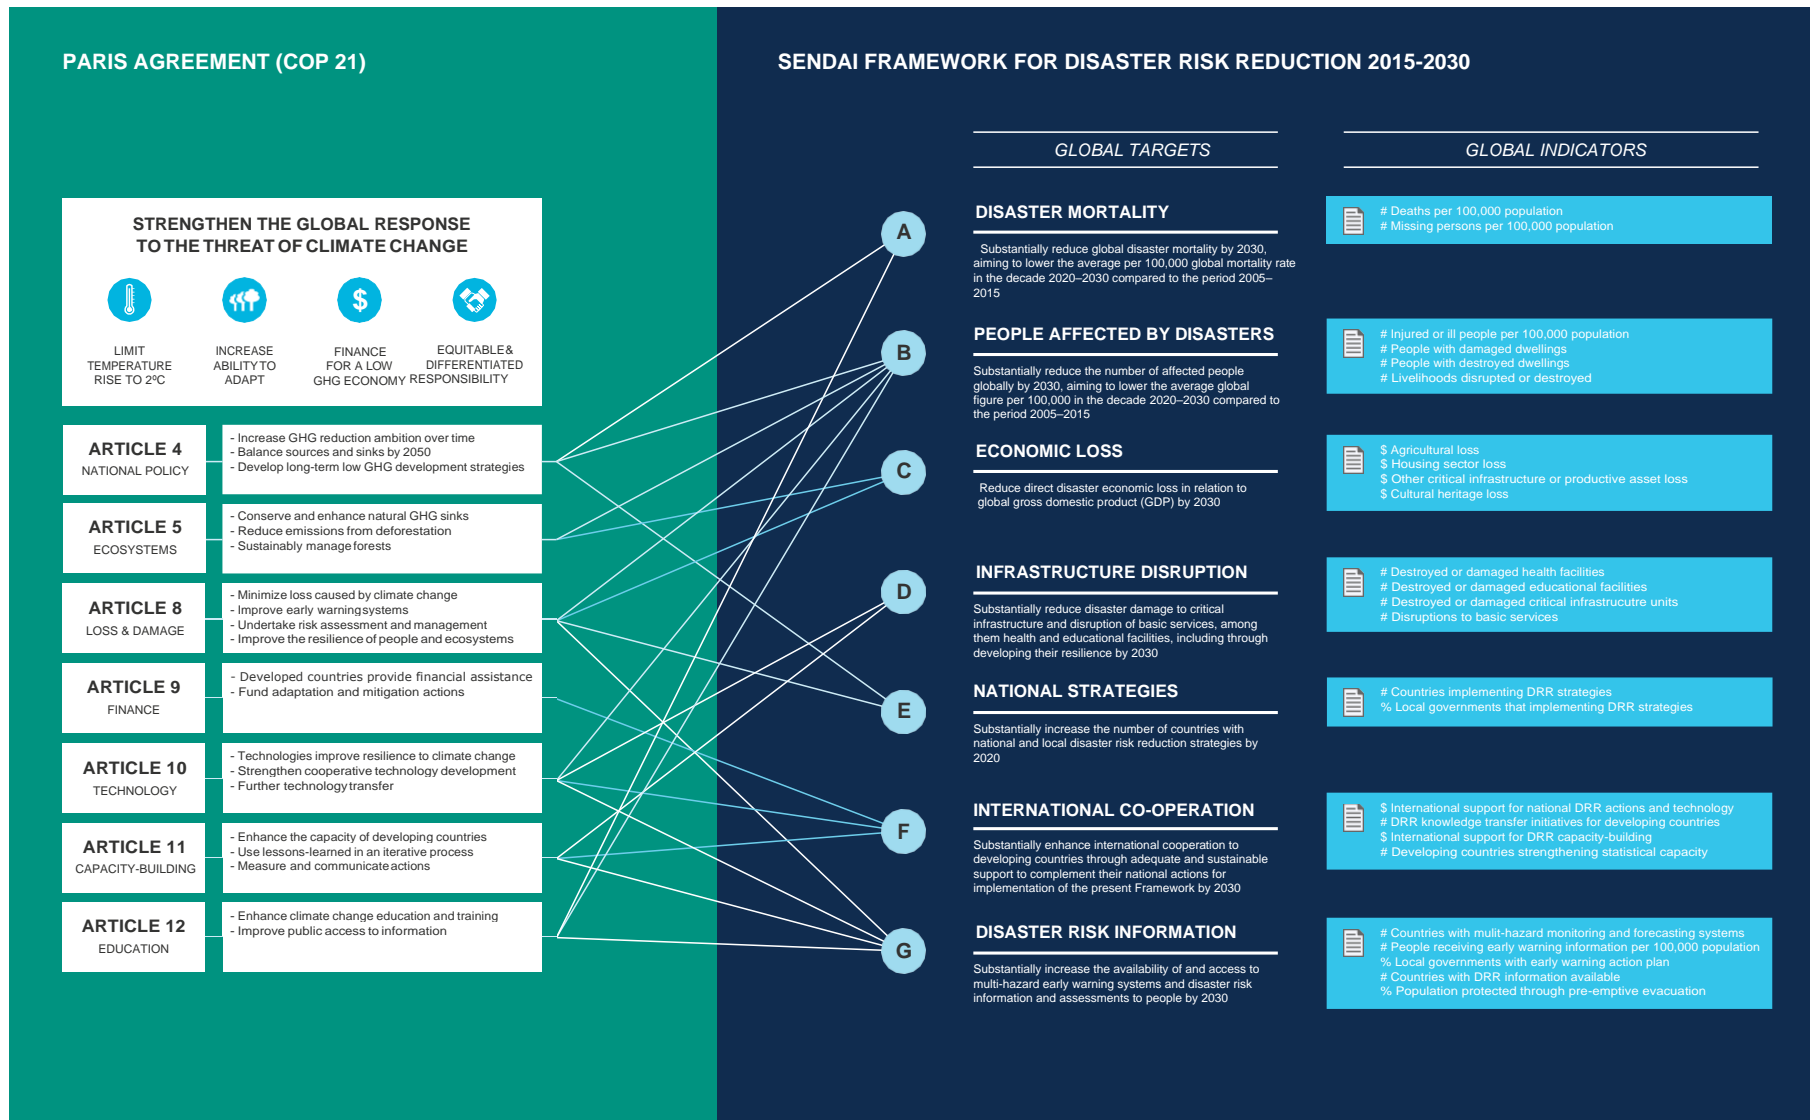 PARIS AGREEMENT (COP 21)
STRENGTHEN THE GLOBAL RESPONSE
TO THE THREAT OF CLIMATE CHANGE
$
LIMIT
TEMPERATURE
RISE TO 2ºC
INCREASE
ABILITY TO
ADAPT
FINANCE
FOR A LOW
GHG ECONOMY
EQUITABLE &
DIFFERENTIATED
RESPONSIBILITY
ARTICLE 4
NATIONAL POLICY
- Increase GHG reduction ambition over time
- Balance sources and sinks by 2050
- Develop long-term low GHG development strategies
ARTICLE 5
ECOSYSTEMS
- Conserve and enhance natural GHG sinks
- Reduce emissions from deforestation
- Sustainably manage forests
ARTICLE 8
LOSS & DAMAGE
- Minimize loss caused by climate change
- Improve early warning systems
- Undertake risk assessment and management
- Improve the resilience of people and ecosystems
ARTICLE 9
FINANCE
- Developed countries provide financial assistance
- Fund adaptation and mitigation actions
ARTICLE 10
TECHNOLOGY
- Technologies improve resilience to climate change
- Strengthen cooperative technology development
- Further technology transfer
ARTICLE 11
CAPACITY-BUILDING
- Enhance the capacity of developing countries
- Use lessons-learned in an iterative process
- Measure and communicate actions
ARTICLE 12
EDUCATION
- Enhance climate change education and training
- Improve public access to information
SENDAI FRAMEWORK FOR DISASTER RISK REDUCTION 2015-2030
GLOBAL TARGETS
GLOBAL INDICATORS
A
DISASTER MORTALITY
Substantially reduce global disaster mortality by 2030,
aiming to lower the average per 100,000 global mortality rate
in the decade 2020–2030 compared to the period 2005–
2015
# Deaths per 100,000 population
# Missing persons per 100,000 population
B
PEOPLE AFFECTED BY DISASTERS
Substantially reduce the number of affected people
globally by 2030, aiming to lower the average global
figure per 100,000 in the decade 2020–2030 compared to
the period 2005–2015
# Injured or ill people per 100,000 population
# People with damaged dwellings
# People with destroyed dwellings
# Livelihoods disrupted or destroyed
C
ECONOMIC LOSS
Reduce direct disaster economic loss in relation to
global gross domestic product (GDP) by 2030
$ Agricultural loss
$ Housing sector loss
$ Other critical infrastructure or productive asset loss
$ Cultural heritage loss
D
INFRASTRUCTURE DISRUPTION
Substantially reduce disaster damage to critical
infrastructure and disruption of basic services, among
them health and educational facilities, including through
developing their resilience by 2030
# Destroyed or damaged health facilities
# Destroyed or damaged educational facilities
# Destroyed or damaged critical infrastrucutre units
# Disruptions to basic services
E
NATIONAL STRATEGIES
Substantially increase the number of countries with
national and local disaster risk reduction strategies by
2020
# Countries implementing DRR strategies
% Local governments that implementing DRR strategies
F
INTERNATIONAL CO-OPERATION
Substantially enhance international cooperation to
developing countries through adequate and sustainable
support to complement their national actions for
implementation of the present Framework by 2030
$ International support for national DRR actions and technology
# DRR knowledge transfer initiatives for developing countries
$ International support for DRR capacity-building
# Developing countries strengthening statistical capacity
G
DISASTER RISK INFORMATION
Substantially increase the availability of and access to
multi-hazard early warning systems and disaster risk
information and assessments to people by 2030
# Countries with mulit-hazard monitoring and forecasting systems
# People receiving early warning information per 100,000 population
% Local governments with early warning action plan
# Countries with DRR information available
% Population protected through pre-emptive evacuation